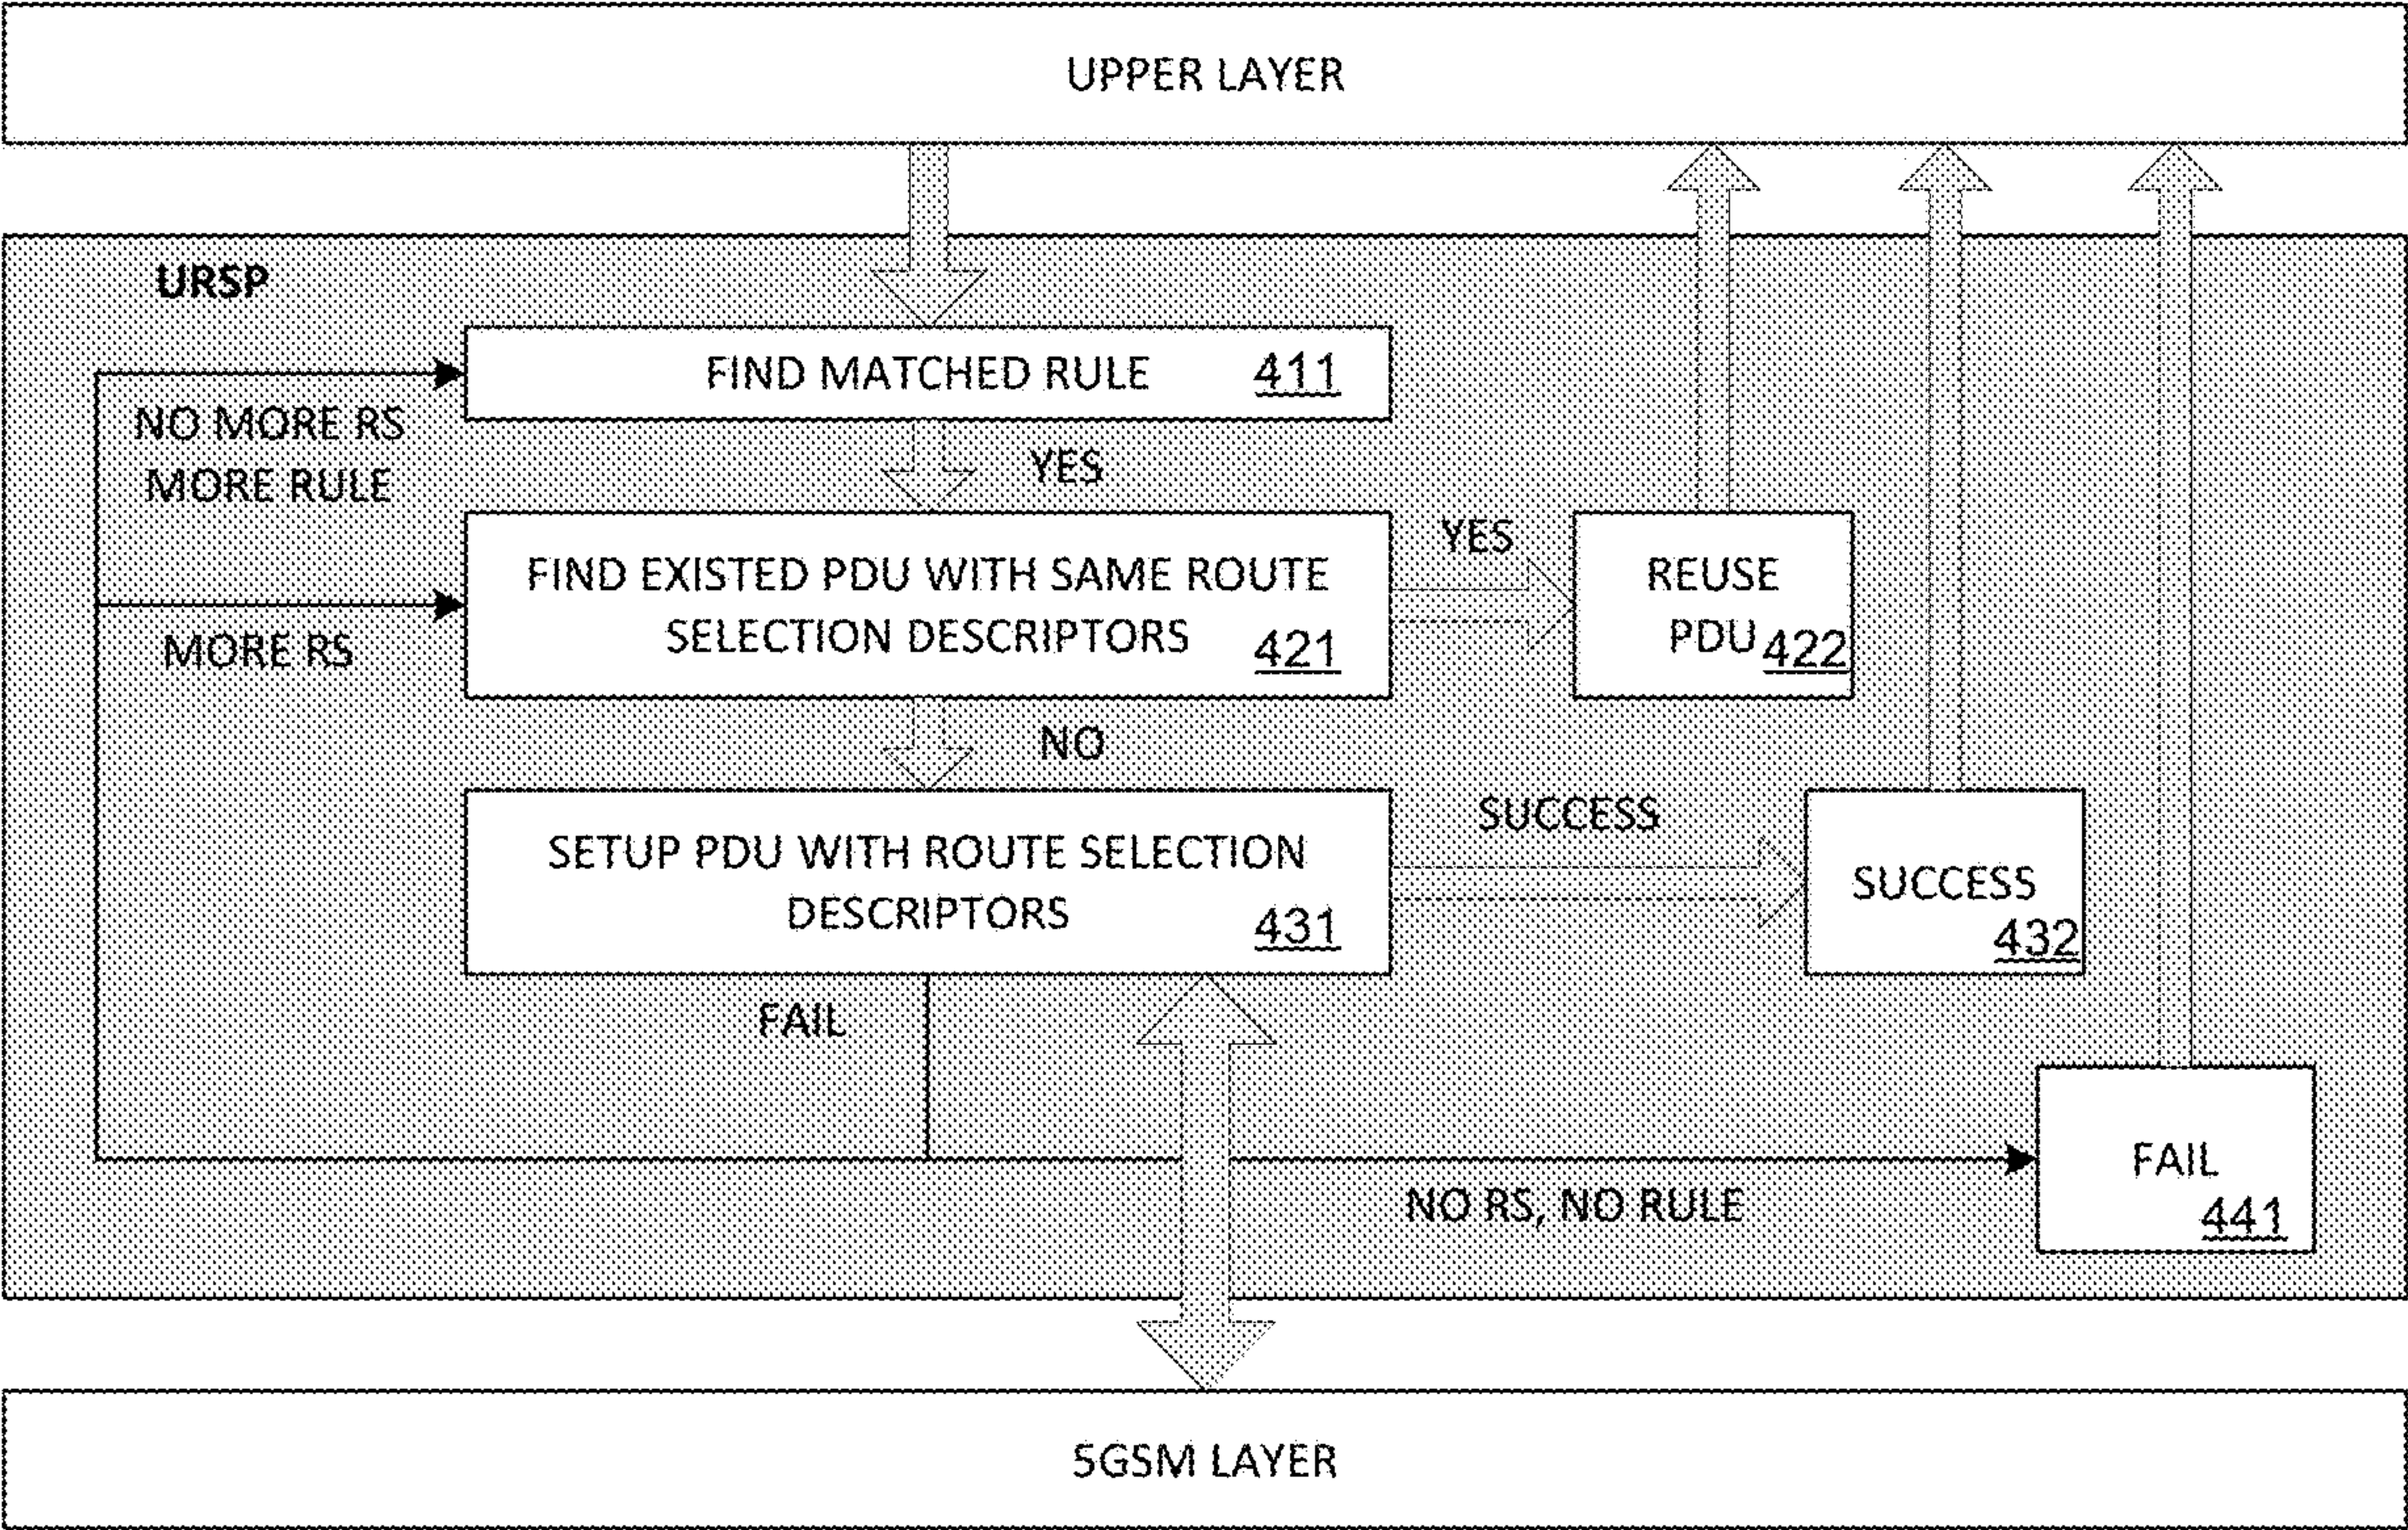 UPPER LAYER
URSP
FIND MATCHED RULE 411
NO MORE RS
MORE RULE
YES
FIND EXISTED PDU WITH SAME ROUTE
SELECTION DESCRIPTORS 421
YES
REUSE
PDU 422
MORE RS
NO
SETUP PDU WITH ROUTE SELECTION
DESCRIPTORS 431
SUCCESS
SUCCESS
432
FAIL
NO RS, NO RULE
FAIL
441
5GSM LAYER